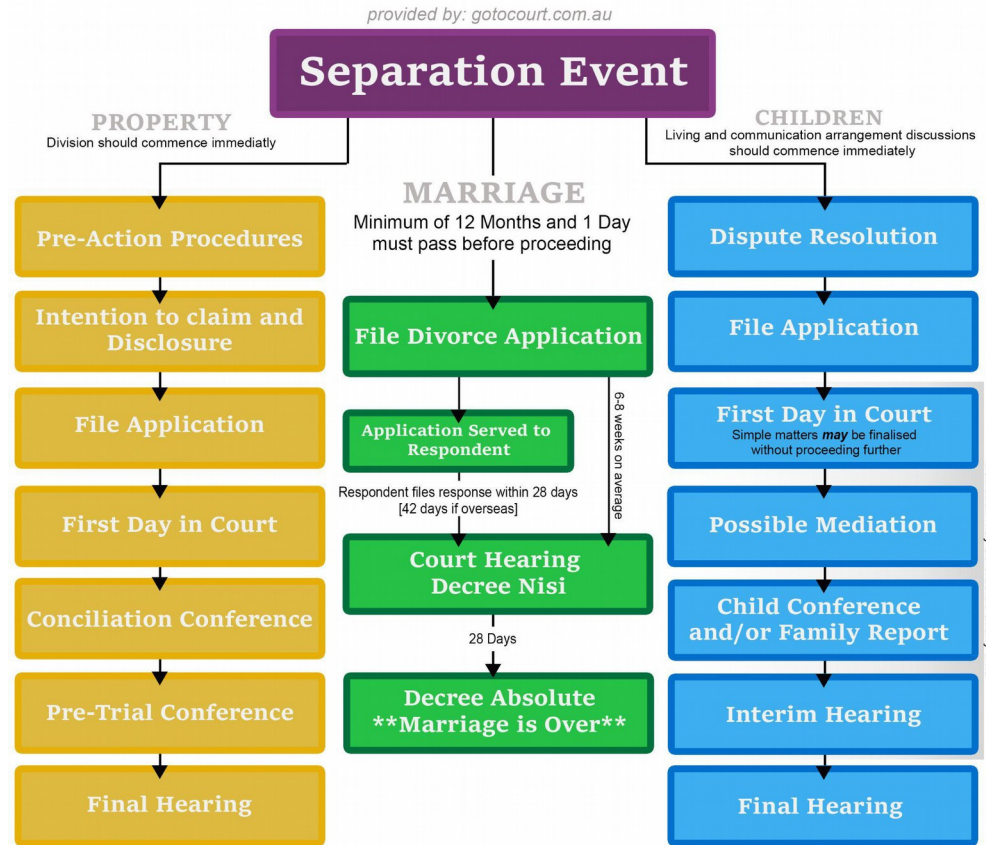 provided by: gotocourt.com.au
Separation Event
PROPERTY
Division should commence immediatly
MARRIAGE
Minimum of 12 Months and 1 Day
must pass before proceeding
CHILDREN
Living and communication arrangement discussions
should commence immediately
Pre-Action Procedures
Intention to claim and
Disclosure
File Application
First Day in Court
Conciliation Conference
Pre-Trial Conference
Final Hearing
File Divorce Application
Application Served to
Respondent
6-8 weeks on average
Respondent files response within 28 days
[42 days if overseas]
Court Hearing
Decree Nisi
28 Days
Decree Absolute
**Marriage is Over**
Dispute Resolution
File Application
First Day in Court
Simple matters may be finalised
without proceeding further
Possible Mediation
Child Conference
and/or Family Report
Interim Hearing
Final Hearing